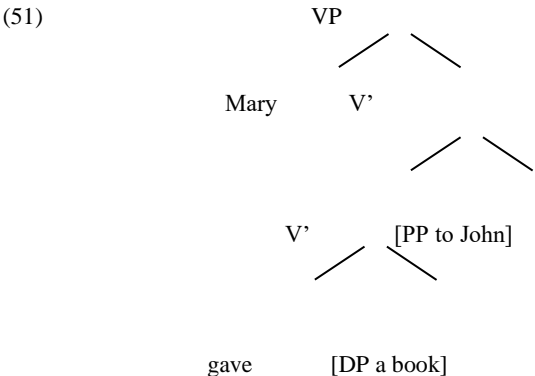 (51) VP
Mary V’
V’ [PP to John]
gave [DP a book]